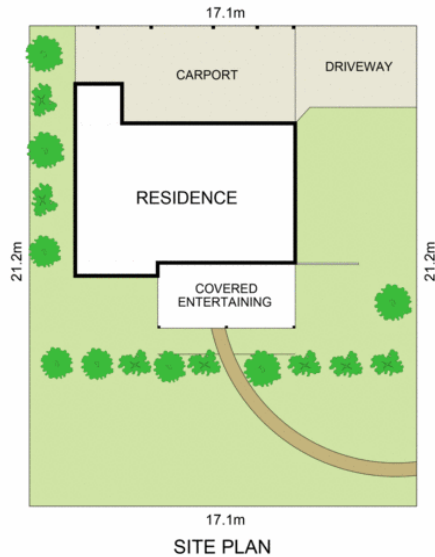 17.1m
CARPORT
DRIVEWAY
RESIDENCE
21.2m
21.2m
COVERED
ENTERTAINING
17.1m
SITE PLAN